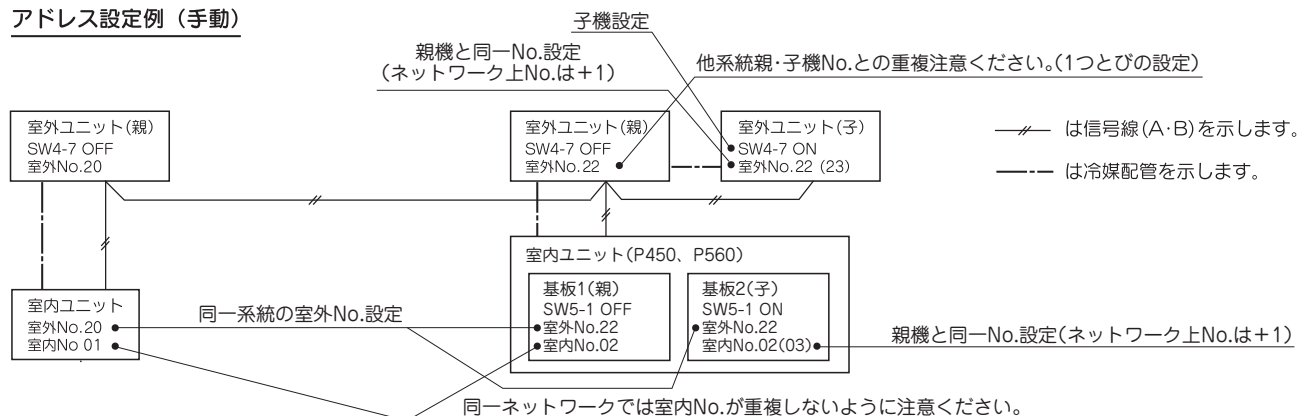 アドレス設定例（手動）
子機設定
親機と同一No.設定
（ネットワーク上No.は＋1）
他系統親・子機No.との重複注意ください。(1つとびの設定)
室外ユニット(親)
SW4-7 OFF
室外No.20
室外ユニット(親)
SW4-7 OFF
室外No.22
室外ユニット(子)
SW4-7 ON
室外No.22 (23)
は信号線(A・B)を示します。
は冷媒配管を示します。
室内ユニット
室外No.20
室内No 01
同一系統の室外No.設定
室内ユニット(P450、P560)
基板1(親)
SW5-1 OFF
室外No.22
室内No.02
基板2(子)
SW5-1 ON
室外No.22
室内No.02(03)
親機と同一No.設定(ネットワーク上No.は＋1)
同一ネットワークでは室内No.が重複しないように注意ください。